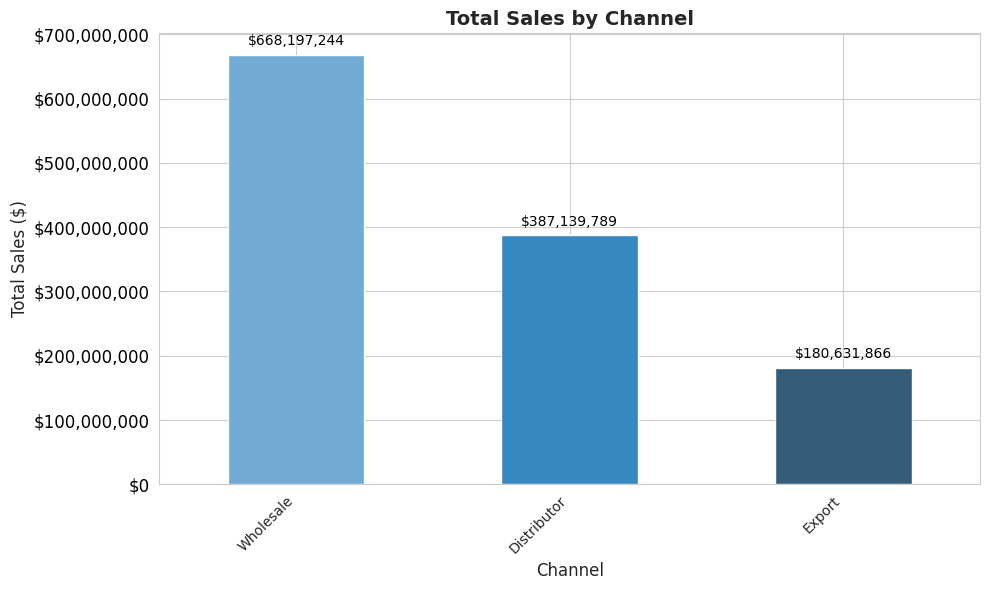 Total Sales by Channel
Total Sales ($)
$700,000,000
$600,000,000
$500,000,000
$400,000,000
$300,000,000
$200,000,000
$100,000,000
$0
$668,197,244
$387,139,789
$180,631,866
Wholesale
Distributor
Export
Channel